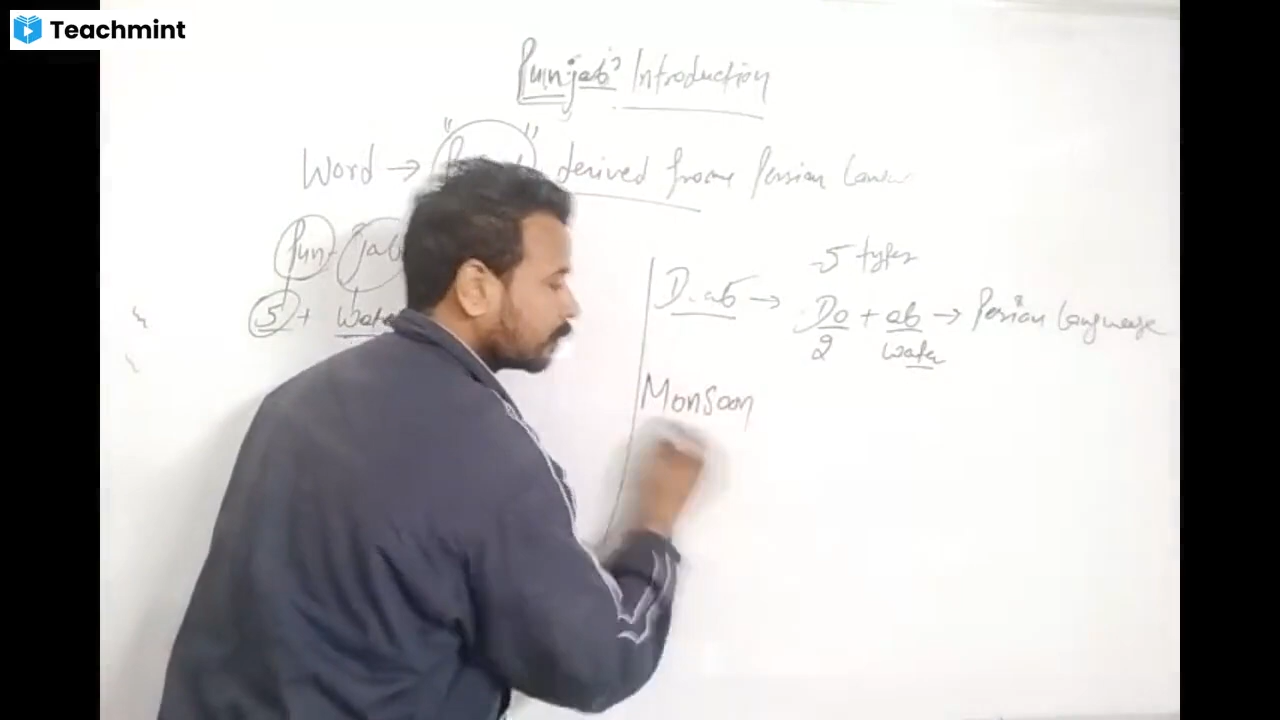 Teachmint
Punjab's Introduction
Word → " " derived from Persian
Pun - jab
5 + Wate
5 types
D.ab → Do + ab → Persian Language
2 water
Monsoon